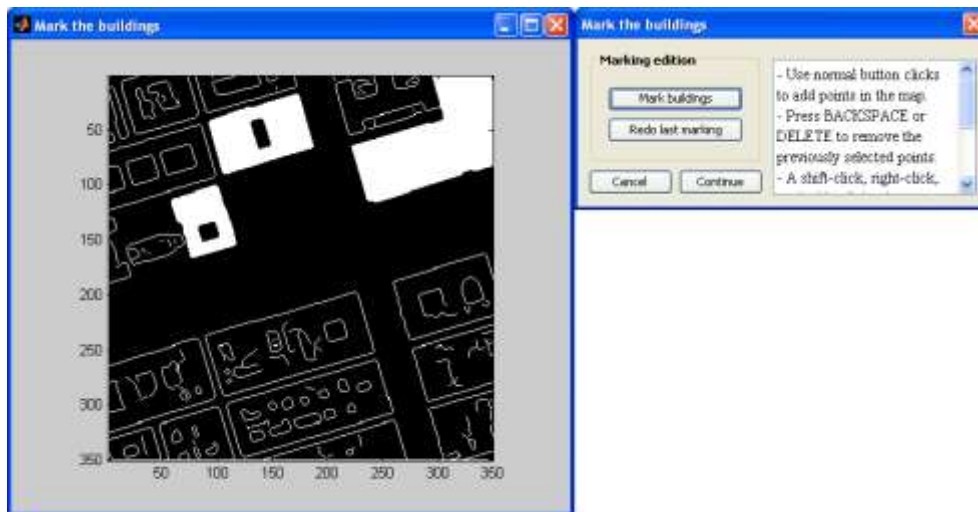 Mark the buildings
50
100
150
200
250
300
350
50
100
150
200
250
300
350
Mark the buildings
Marking edition
Mark buildings
Redo last marking
Cancel
Continue
- Use normal button clicks
to add points in the map.
- Press BACKSPACE or
DELETE to remove the
previously selected points.
- A shift-click, right-click,